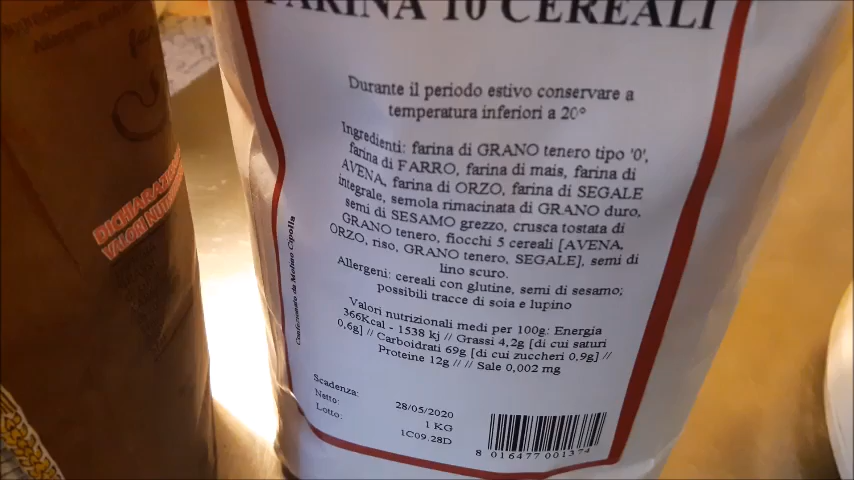 FARINA 10 CEREALI
Durante il periodo estivo conservare a
temperatura inferiori a 20°
Ingredienti: farina di GRANO tenero tipo '0',
farina di FARRO, farina di mais, farina di
AVENA, farina di ORZO, farina di SEGALE
integrale, semola rimacinata di GRANO duro,
semi di SESAMO grezzo, crusca tostata di
GRANO tenero, fiocchi 5 cereali [AVENA,
ORZO, riso, GRANO tenero, SEGALE], semi di
lino scuro.
Allergeni: cereali con glutine, semi di sesamo;
possibili tracce di soia e lupino
Valori nutrizionali medi per 100g: Energia
366Kcal - 1538 kj // Grassi 4,2g [di cui saturi
0,6g] // Carboidrati 69g [di cui zuccheri 0,9g] //
Proteine 12g // // Sale 0,002 mg
Scadenza: 28/05/2020
Netto: 1 KG
Lotto: 1C09.28D
8 016477 001374
Confezionato da Molino Cipolla
DICHIARAZION
VALORI NUTRI